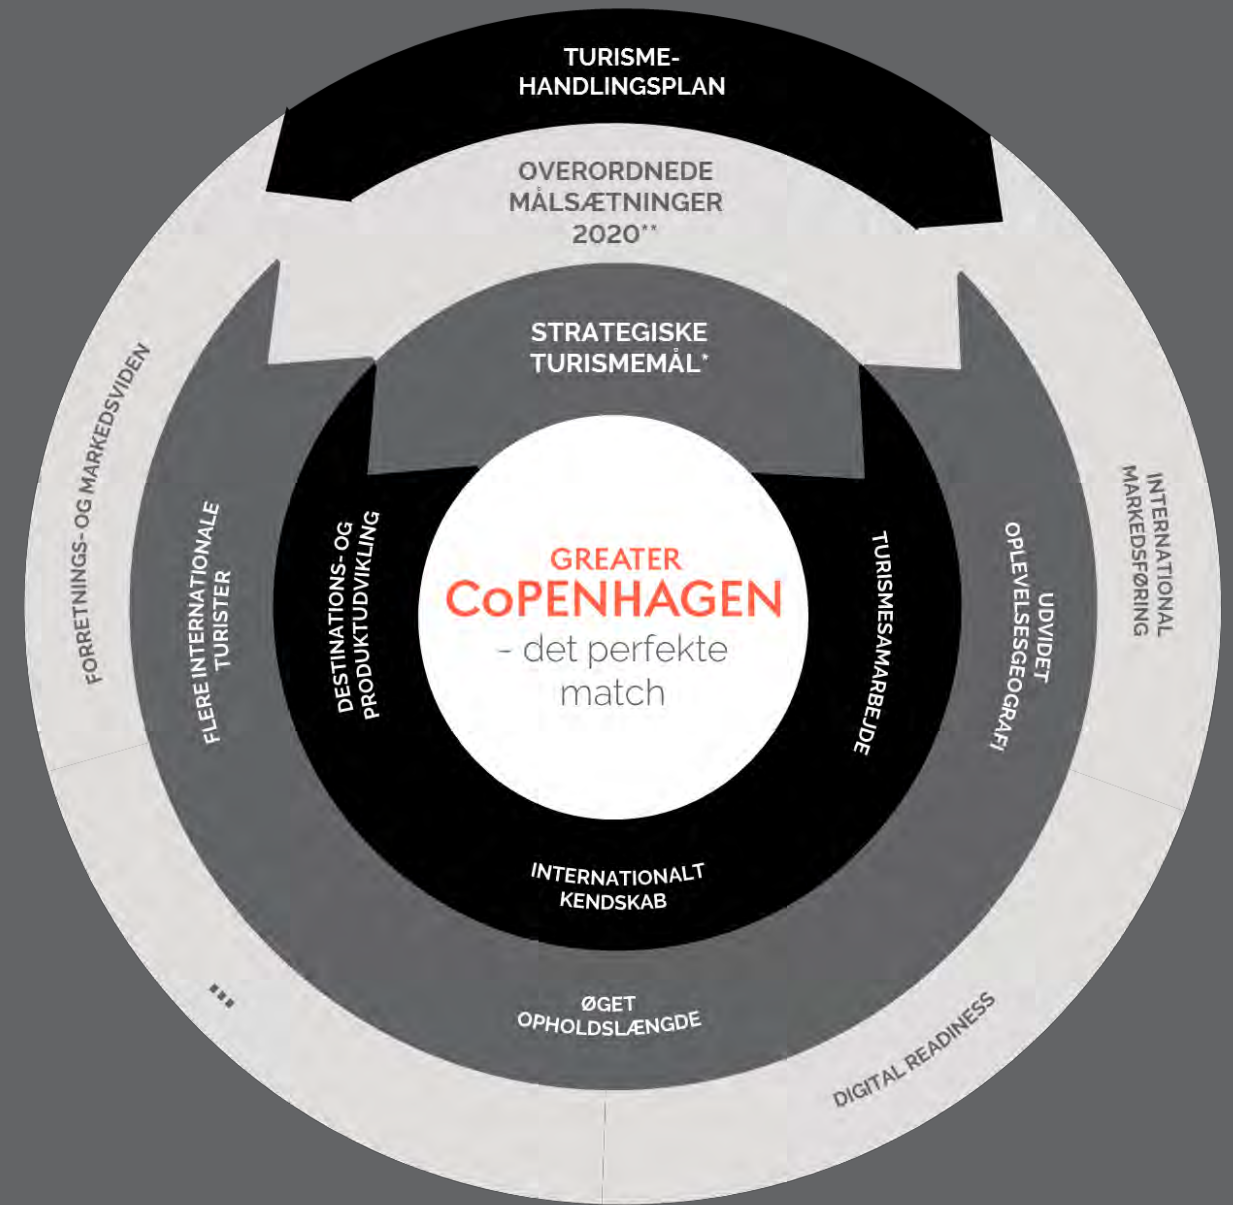 TURISME-
HANDLINGSPLAN
OVERORDNEDE
MÅLSÆTNINGER
2020**
STRATEGISKE
TURISMEMÅL*
FORRETNINGS- OG MARKEDSVIDEN
FLERE INTERNATIONALE
TURISTER
DESTINATIONS- OG
PRODUKTUDVIKLING
GREATER
COPENHAGEN
- det perfekte
match
TURISMESAMARBEJDE
UDVIDET
OPLEVELSESGEOGRAFI
INTERNATIONAL
MARKEDSFØRING
INTERNATIONALT
KENDSKAB
ØGET
OPHOLDSLÆNGDE
...
DIGITAL READINESS